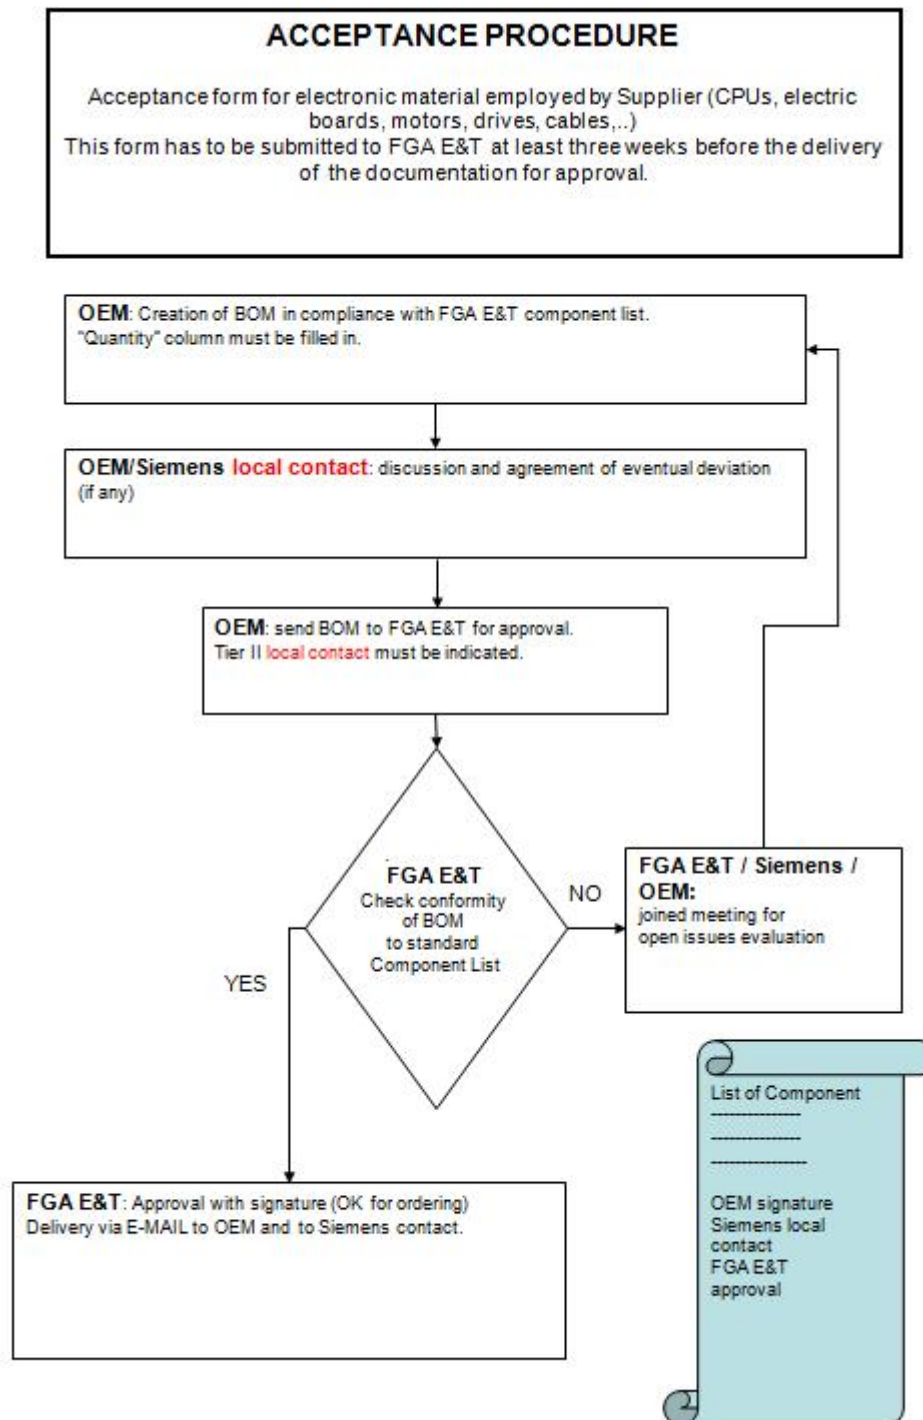 ACCEPTANCE PROCEDURE
Acceptance form for electronic material employed by Supplier (CPUs, electric
boards, motors, drives, cables,..)
This form has to be submitted to FGA E&T at least three weeks before the delivery
of the documentation for approval.
OEM: Creation of BOM in compliance with FGA E&T component list.
"Quantity" column must be filled in.
OEM/Siemens local contact: discussion and agreement of eventual deviation
(if any)
OEM: send BOM to FGA E&T for approval.
Tier II local contact must be indicated.
FGA E&T
Check conformity
of BOM
to standard
Component List
NO
FGA E&T / Siemens /
OEM:
joined meeting for
open issues evaluation
YES
List of Component
---------------
---------------
----------------
OEM signature
Siemens local
contact
FGA E&T
approval
FGA E&T: Approval with signature (OK for ordering)
Delivery via E-MAIL to OEM and to Siemens contact.